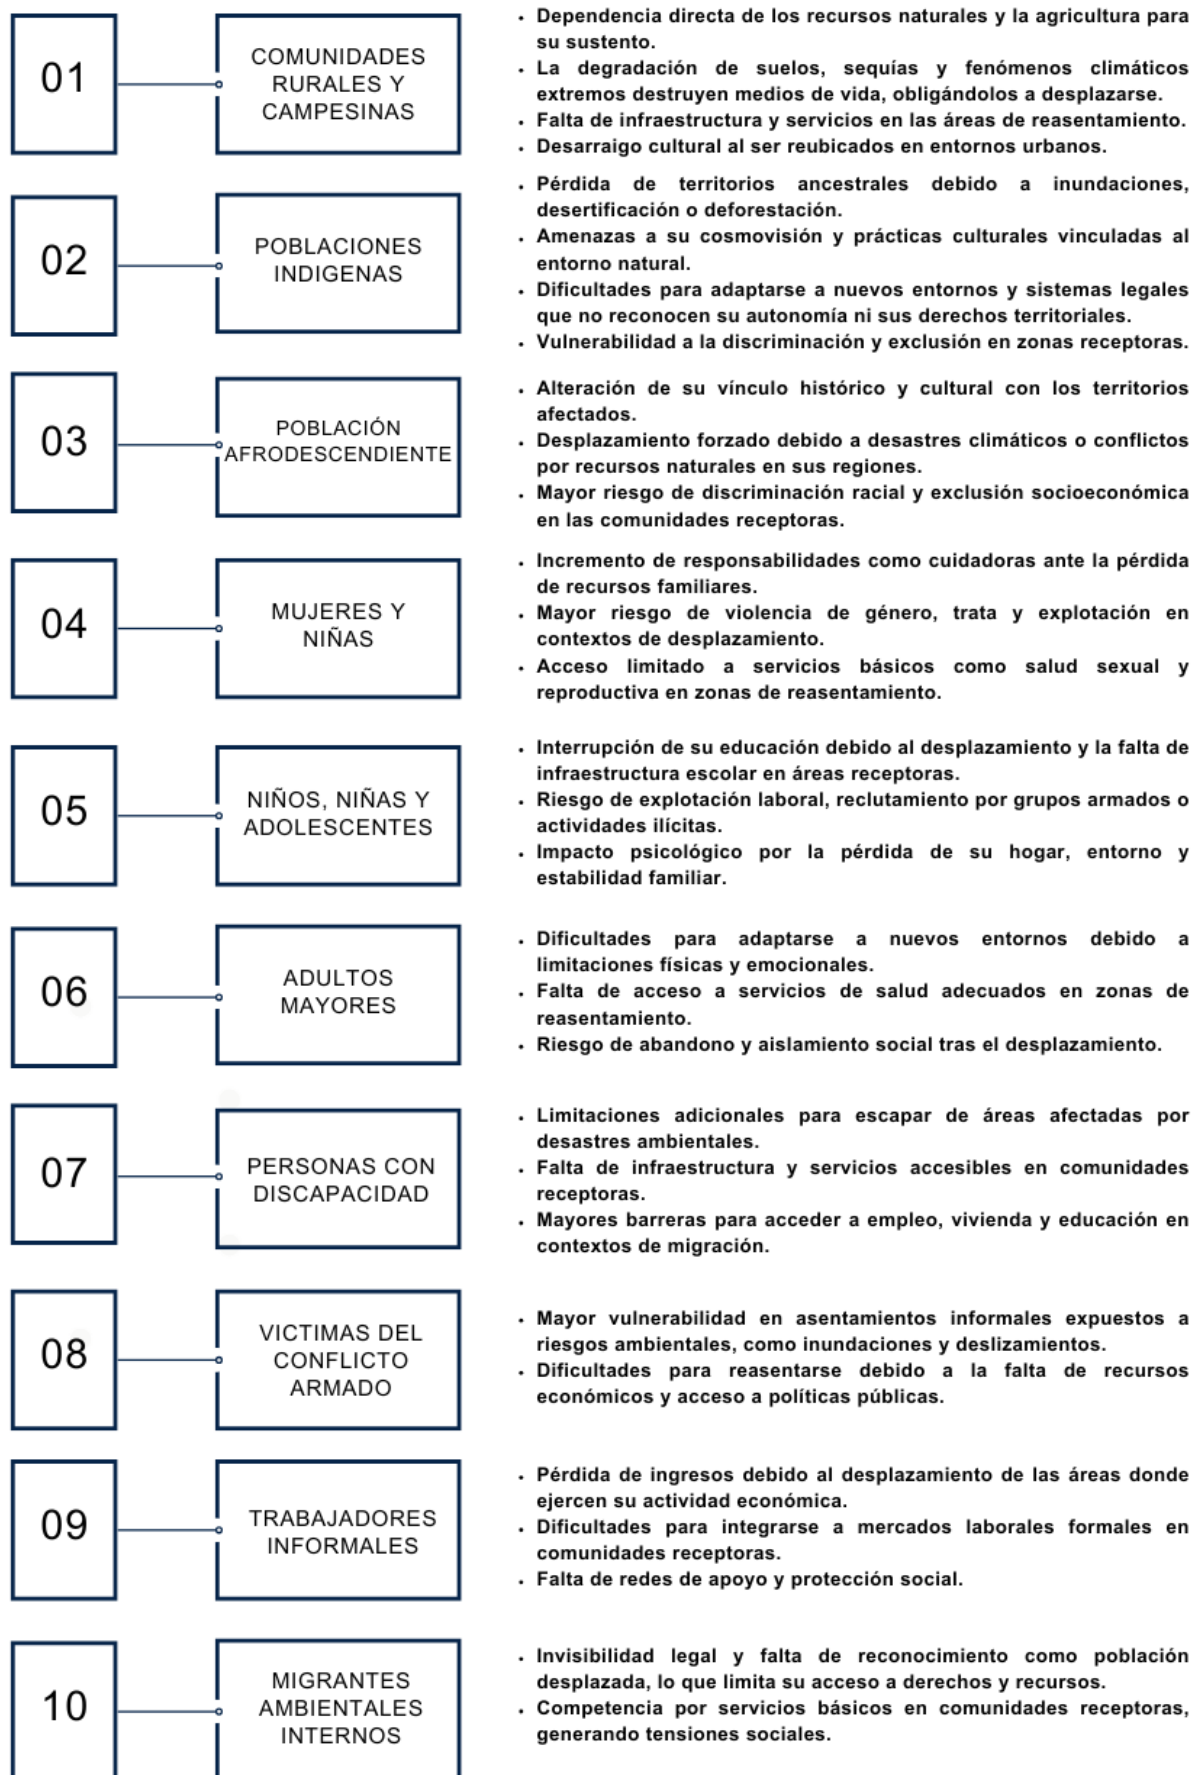 01
COMUNIDADES
RURALES Y
CAMPESINAS
• Dependencia directa de los recursos naturales y la agricultura para
su sustento.
• La degradación de suelos, sequías y fenómenos climáticos
extremos destruyen medios de vida, obligándolos a desplazarse.
• Falta de infraestructura y servicios en las áreas de reasentamiento.
• Desarraigo cultural al ser reubicados en entornos urbanos.
02
POBLACIONES
INDIGENAS
• Pérdida de territorios ancestrales debido a inundaciones,
desertificación o deforestación.
• Amenazas a su cosmovisión y prácticas culturales vinculadas al
entorno natural.
• Dificultades para adaptarse a nuevos entornos y sistemas legales
que no reconocen su autonomía ni sus derechos territoriales.
• Vulnerabilidad a la discriminación y exclusión en zonas receptoras.
03
POBLACIÓN
AFRODESCENDIENTE
• Alteración de su vínculo histórico y cultural con los territorios
afectados.
• Desplazamiento forzado debido a desastres climáticos o conflictos
por recursos naturales en sus regiones.
• Mayor riesgo de discriminación racial y exclusión socioeconómica
en las comunidades receptoras.
04
MUJERES Y
NIÑAS
• Incremento de responsabilidades como cuidadoras ante la pérdida
de recursos familiares.
• Mayor riesgo de violencia de género, trata y explotación en
contextos de desplazamiento.
• Acceso limitado a servicios básicos como salud sexual y
reproductiva en zonas de reasentamiento.
05
NIÑOS, NIÑAS Y
ADOLESCENTES
• Interrupción de su educación debido al desplazamiento y la falta de
infraestructura escolar en áreas receptoras.
• Riesgo de explotación laboral, reclutamiento por grupos armados o
actividades ilícitas.
• Impacto psicológico por la pérdida de su hogar, entorno y
estabilidad familiar.
06
ADULTOS
MAYORES
• Dificultades para adaptarse a nuevos entornos debido a
limitaciones físicas y emocionales.
• Falta de acceso a servicios de salud adecuados en zonas de
reasentamiento.
• Riesgo de abandono y aislamiento social tras el desplazamiento.
07
PERSONAS CON
DISCAPACIDAD
• Limitaciones adicionales para escapar de áreas afectadas por
desastres ambientales.
• Falta de infraestructura y servicios accesibles en comunidades
receptoras.
• Mayores barreras para acceder a empleo, vivienda y educación en
contextos de migración.
08
VICTIMAS DEL
CONFLICTO
ARMADO
• Mayor vulnerabilidad en asentamientos informales expuestos a
riesgos ambientales, como inundaciones y deslizamientos.
• Dificultades para reasentarse debido a la falta de recursos
económicos y acceso a políticas públicas.
09
TRABAJADORES
INFORMALES
• Pérdida de ingresos debido al desplazamiento de las áreas donde
ejercen su actividad económica.
• Dificultades para integrarse a mercados laborales formales en
comunidades receptoras.
• Falta de redes de apoyo y protección social.
10
MIGRANTES
AMBIENTALES
INTERNOS
• Invisibilidad legal y falta de reconocimiento como población
desplazada, lo que limita su acceso a derechos y recursos.
• Competencia por servicios básicos en comunidades receptoras,
generando tensiones sociales.